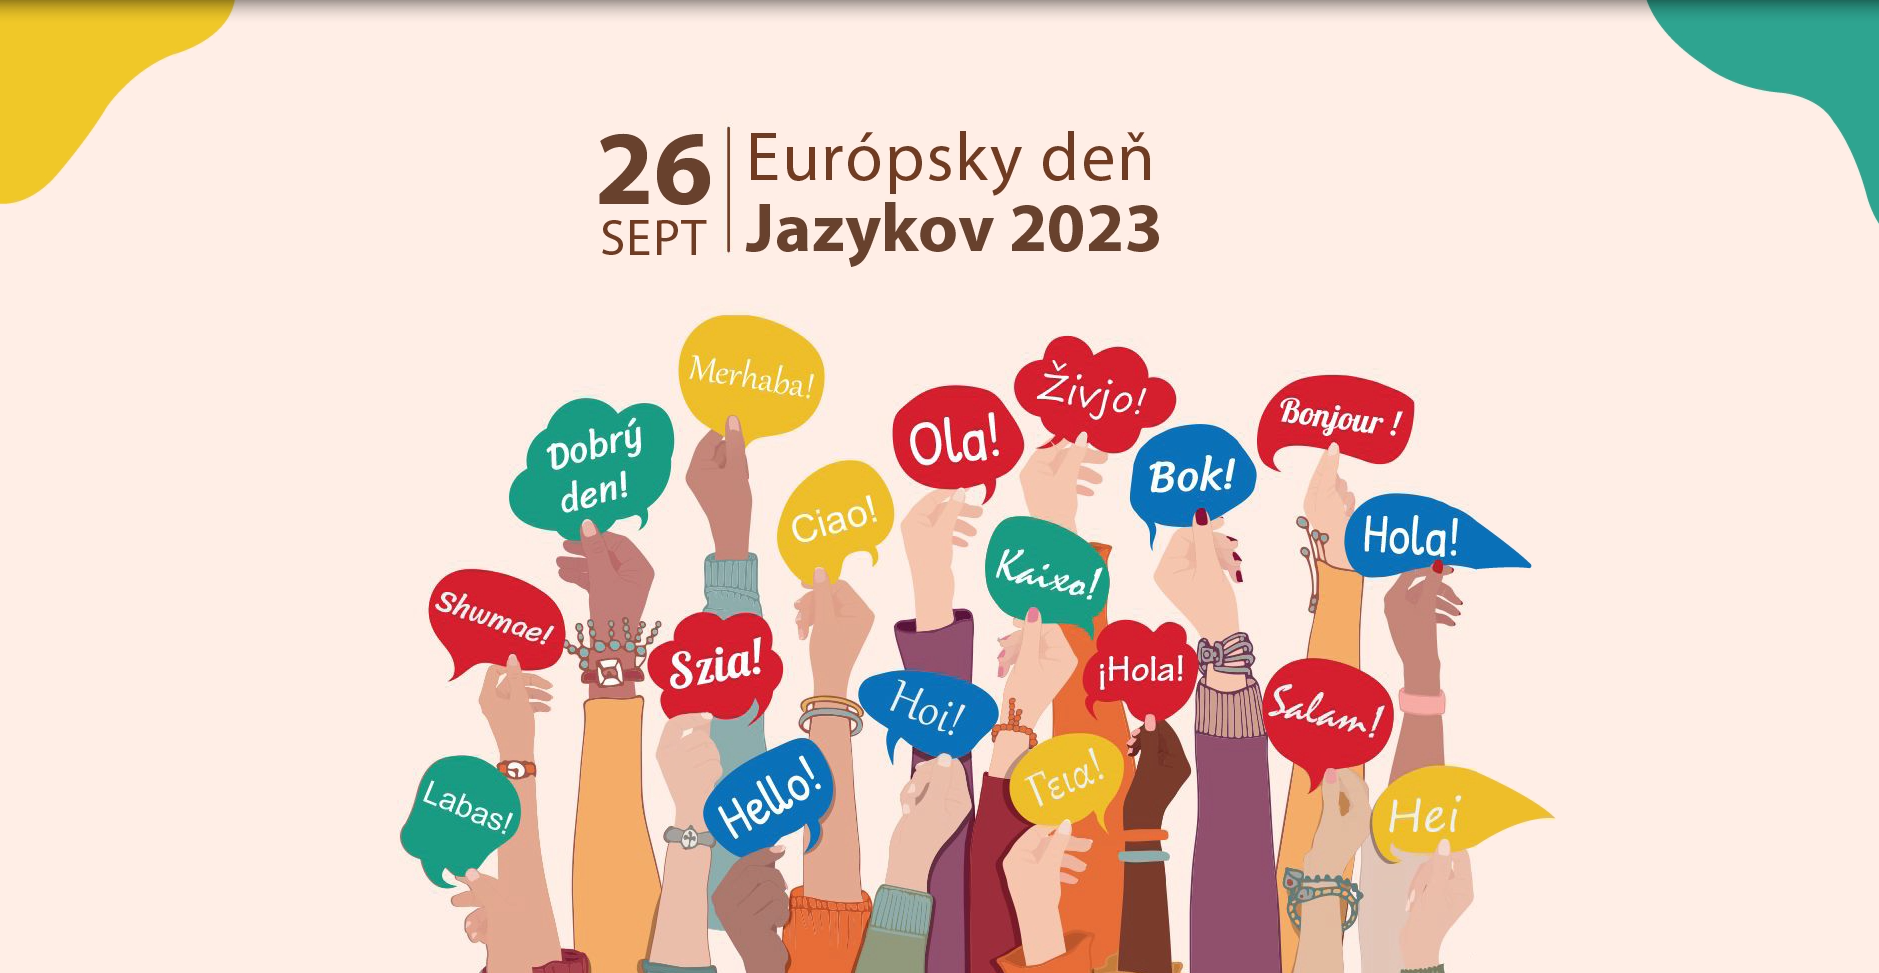 26
SEPT
Európsky deň
Jazykov 2023
Merhaba!
Živjo!
Dobrý
den!
Ola!
Bonjour !
Bok!
Ciao!
Hola!
Kaixo!
Shwmae!
Szia!
¡Hola!
Hoi!
Salam!
Γεια!
Hello!
Labas!
Hei